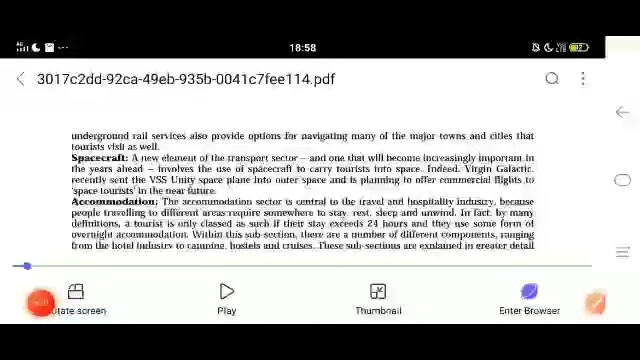 18:58
3017c2dd-92ca-49eb-935b-0041c7fee114.pdf
underground rail services also provide options for navigating many of the major towns and cities that
tourists visit as well.
Spacecraft: A new element of the transport sector- and one that will become increasingly important in
the years ahead- involves the use of spacecraft to carry tourists into space. Indeed, Virgin Galactic,
recently sent the VSS Unity space plane into outer space and is planning to offer commercial flights to
'space tourists' in the near future.
Accommodation: The accommodation sector is central to the travel and hospitality industry, because
people travelling to different areas require somewhere to stay, rest, sleep and unwind. In fact, by many
definitions, a tourist is only classed as such if their stay exceeds 24 hours and they use some form of
overnight accommodation. Within this sub-section, there are a number of different components, ranging
from the hotel industry to camping, hostels and cruises. These sub-sections are explained in greater detail
otate screen
Play
Thumbnail
Enter Browser